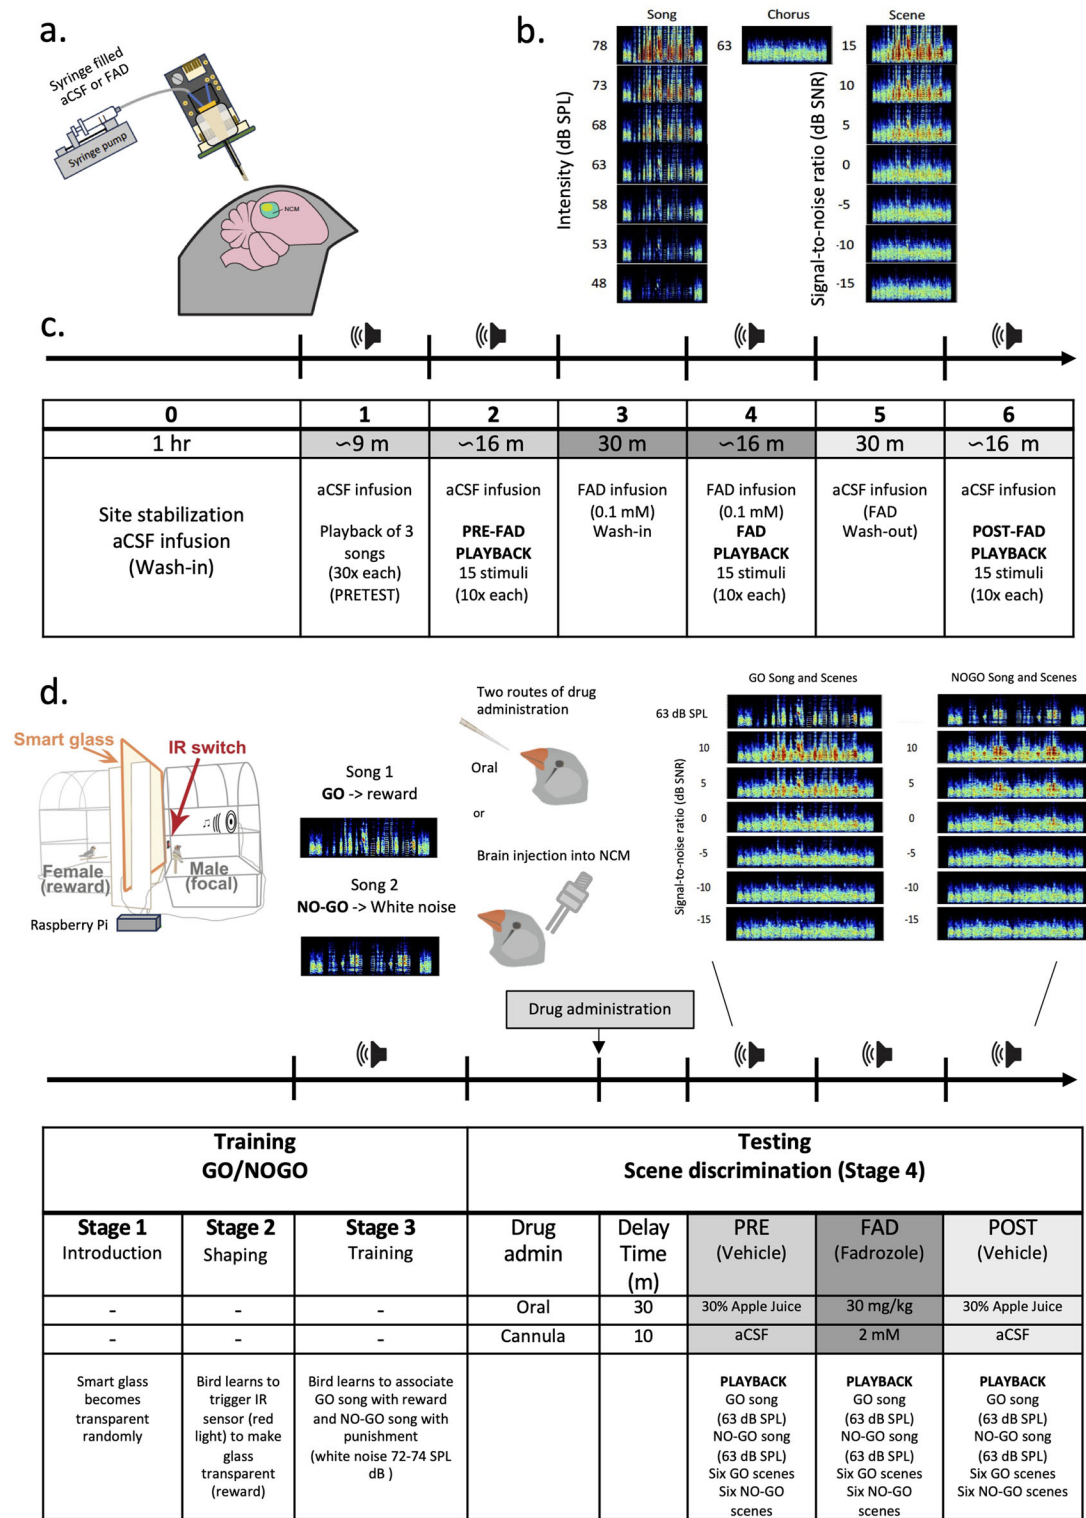 a.
Syringe filled
aCSF or FAD
Syringe pump
NCM
b.
Song
Chorus
Scene
Intensity (dB SPL)
78
73
68
63
58
53
48
63
Signal-to-noise ratio (dB SNR)
15
10
5
0
-5
-10
-15
c.
0 1 2 3 4 5 6
1 hr ~9 m ~16 m 30 m ~16 m 30 m ~16 m
Site stabilization
aCSF infusion
(Wash-in)
aCSF infusion
Playback of 3
songs
(30x each)
(PRETEST)
aCSF infusion
PRE-FAD
PLAYBACK
15 stimuli
(10x each)
FAD infusion
(0.1 mM)
Wash-in
FAD infusion
(0.1 mM)
FAD
PLAYBACK
15 stimuli
(10x each)
aCSF infusion
(FAD
Wash-out)
aCSF infusion
POST-FAD
PLAYBACK
15 stimuli
(10x each)
d.
Smart glass
IR switch
Female
(reward)
Male
(focal)
Raspberry Pi
Song 1
GO -> reward
Song 2
NO-GO -> White noise
Two routes of drug
administration
Oral
or
Brain injection into NCM
GO Song and Scenes
63 dB SPL
Signal-to-noise ratio (dB SNR)
10
5
0
-5
-10
-15
NOGO Song and Scenes
10
5
0
-5
-10
-15
Drug administration
Training
GO/NOGO
Testing
Scene discrimination (Stage 4)
Stage 1
Introduction
Stage 2
Shaping
Stage 3
Training
Drug
admin
Delay
Time
(m)
PRE
(Vehicle)
FAD
(Fadrozole)
POST
(Vehicle)
- - - Oral 30 30% Apple Juice 30 mg/kg 30% Apple Juice
- - - Cannula 10 aCSF 2 mM aCSF
Smart glass
becomes
transparent
randomly
Bird learns to
trigger IR
sensor (red
light) to make
glass
transparent
(reward)
Bird learns to associate
GO song with reward
and NO-GO song with
punishment
(white noise 72-74 SPL
dB )
PLAYBACK
GO song
(63 dB SPL)
NO-GO song
(63 dB SPL)
Six GO scenes
Six NO-GO
scenes
PLAYBACK
GO song
(63 dB SPL)
NO-GO song
(63 dB SPL)
Six GO scenes
Six NO-GO
scenes
PLAYBACK
GO song
(63 dB SPL)
NO-GO song
(63 dB SPL)
Six GO scenes
Six NO-GO scenes